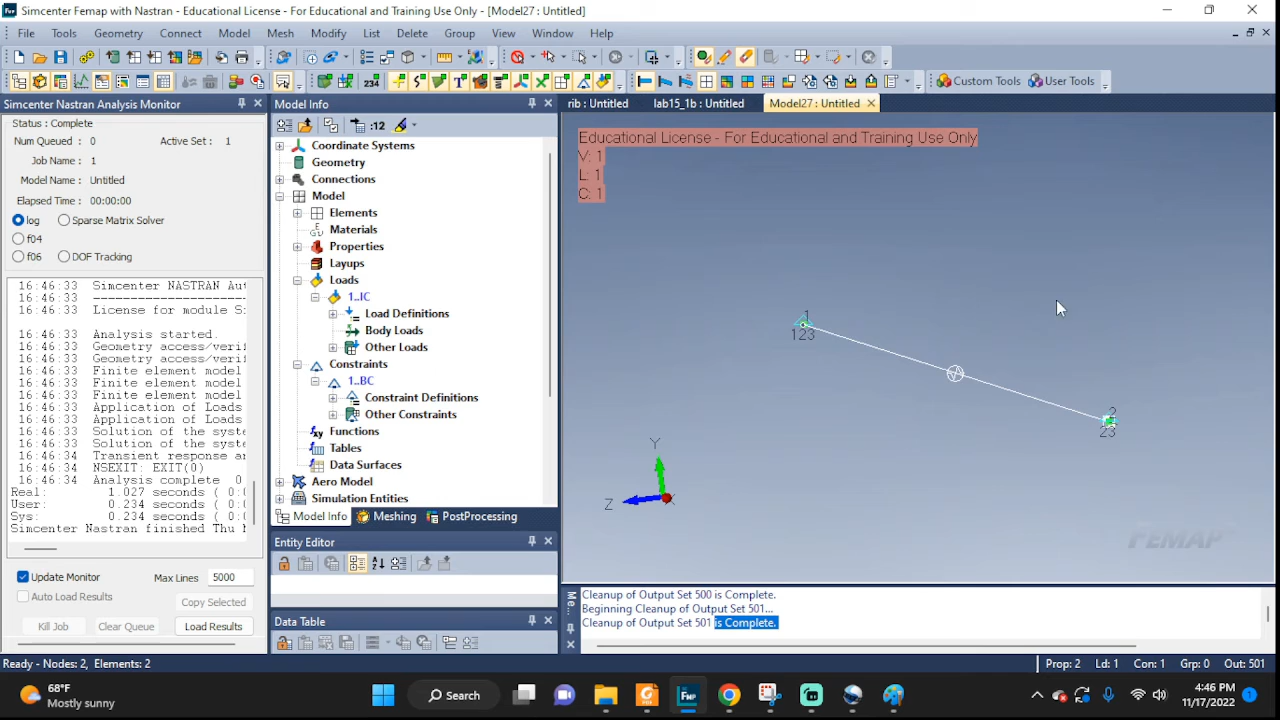 Simcenter Femap with Nastran - Educational License - For Educational and Training Use Only - [Model27 : Untitled]
File Tools Geometry Connect Model Mesh Modify List Delete Group View Window Help
234
Custom Tools User Tools
Simcenter Nastran Analysis Monitor
Status : Complete
Num Queued : 0 Active Set : 1
Job Name : 1
Model Name : Untitled
Elapsed Time : 00:00:00
log Sparse Matrix Solver
f04
f06 DOF Tracking
16:46:33 Simcenter NASTRAN Aut
16:46:33 --------------------
16:46:33 License for module Si
16:46:33 Analysis started.
16:46:33 Geometry access/verif
16:46:33 Geometry access/verif
16:46:33 Finite element model
16:46:33 Finite element model
16:46:33 Finite element model
16:46:33 Application of Loads
16:46:33 Application of Loads
16:46:33 Solution of the syste
16:46:33 Solution of the syste
16:46:34 Transient response ar
16:46:34 NSEXIT: EXIT(0)
16:46:34 Analysis complete 0
Real: 1.027 seconds ( 0:
User: 0.234 seconds ( 0:
Sys: 0.234 seconds ( 0:
Simcenter Nastran finished Thu
Update Monitor Max Lines 5000
Auto Load Results Copy Selected
Kill Job Clear Queue Load Results
Model Info
:12
Coordinate Systems
Geometry
Connections
Model
Elements
Materials
Properties
Layups
Loads
1..IC
Load Definitions
Body Loads
Other Loads
Constraints
1..BC
Constraint Definitions
Other Constraints
Functions
Tables
Data Surfaces
Aero Model
Simulation Entities
Model Info Meshing PostProcessing
Entity Editor
Data Table
rib : Untitled lab15_1b : Untitled Model27 : Untitled
Educational License - For Educational and Training Use Only
V: 1
L: 1
C: 1
1
123
2
23
Y
Z
X
FEMAP
Cleanup of Output Set 500 is Complete.
Beginning Cleanup of Output Set 501...
Cleanup of Output Set 501 is Complete.
Ready - Nodes: 2, Elements: 2 Prop: 2 Ld: 1 Con: 1 Grp: 0 Out: 501
68°F
Mostly sunny
Search
4:46 PM
11/17/2022